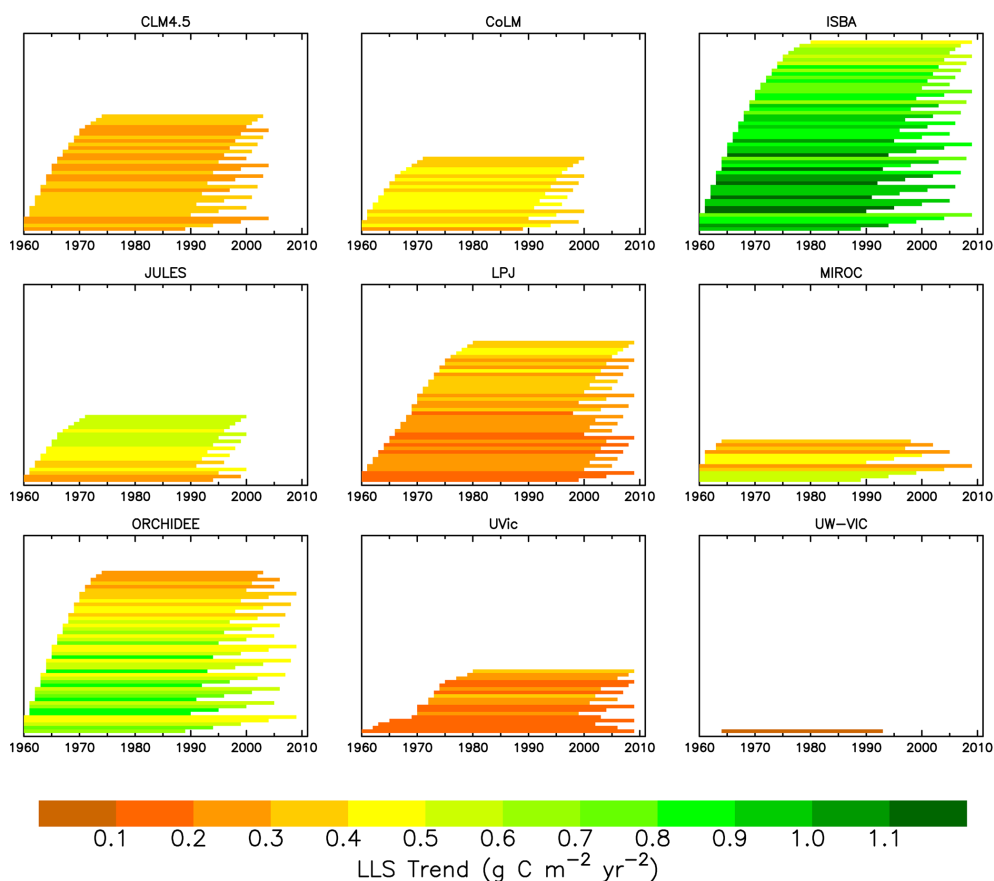 CLM4.5 CoLM ISBA
1960 1970 1980 1990 2000 2010 1960 1970 1980 1990 2000 2010 1960 1970 1980 1990 2000 2010
JULES LPJ MIROC
1960 1970 1980 1990 2000 2010 1960 1970 1980 1990 2000 2010 1960 1970 1980 1990 2000 2010
ORCHIDEE UVic UW-VIC
1960 1970 1980 1990 2000 2010 1960 1970 1980 1990 2000 2010 1960 1970 1980 1990 2000 2010
0.1 0.2 0.3 0.4 0.5 0.6 0.7 0.8 0.9 1.0 1.1
LLS Trend (g C m⁻² yr⁻²)